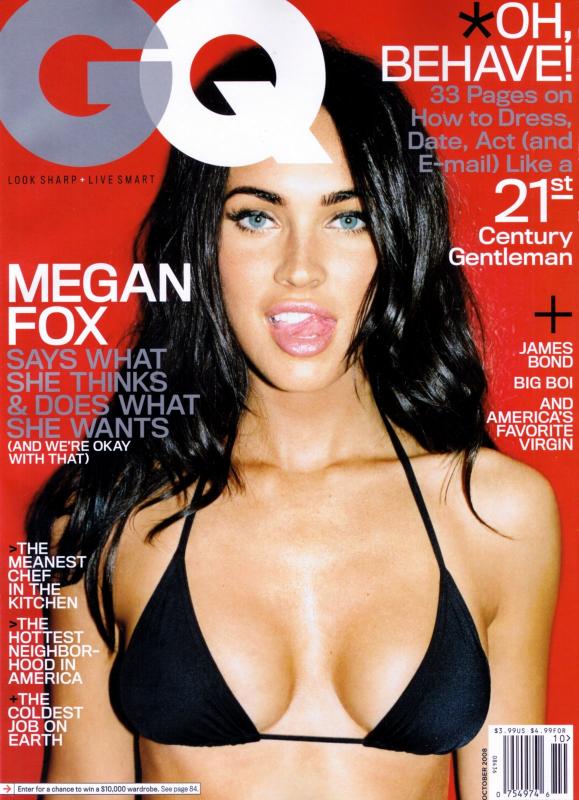 GQ
LOOK SHARP + LIVE SMART
*OH,
BEHAVE!
33 Pages on
How to Dress,
Date, Act (and
E-mail) Like a
21st
Century
Gentleman
+
JAMES
BOND
BIG BOI
AND
AMERICA'S
FAVORITE
VIRGIN
MEGAN
FOX
SAYS WHAT
SHE THINKS
& DOES WHAT
SHE WANTS
(AND WE'RE OKAY
WITH THAT)
>THE
MEANEST
CHEF
IN THE
KITCHEN
>THE
HOTTEST
NEIGHBOR-
HOOD IN
AMERICA
+THE
COLDEST
JOB ON
EARTH
Enter for a chance to win a $10,000 wardrobe. See page 84.
OCTOBER 2008
$3.99US $4.99FOR
10>
08436
0 754974 6